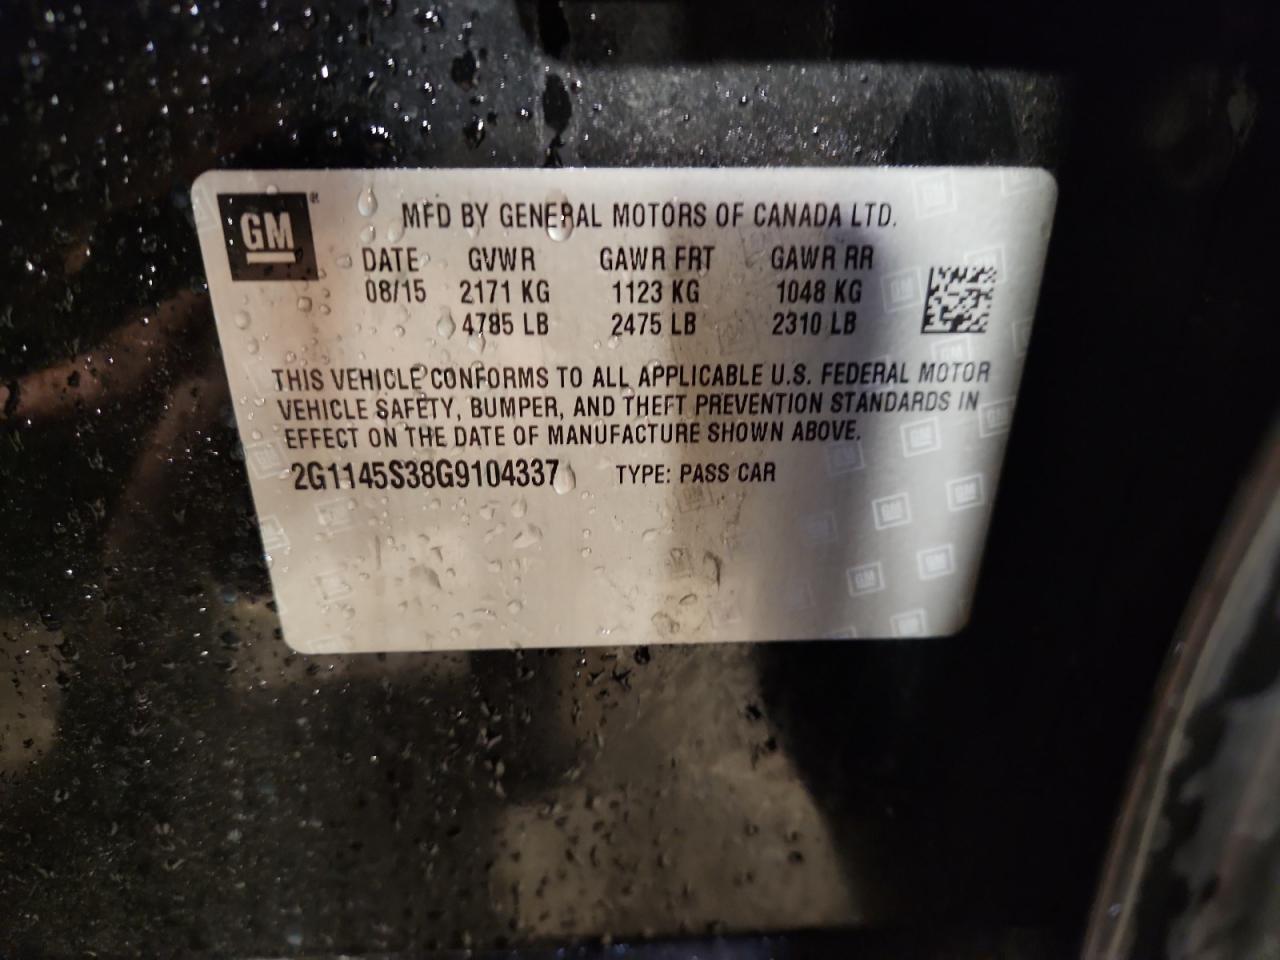 GM®
MFD BY GENERAL MOTORS OF CANADA LTD.
DATE GVWR GAWR FRT GAWR RR
08/15 2171 KG 1123 KG 1048 KG
4785 LB 2475 LB 2310 LB
THIS VEHICLE CONFORMS TO ALL APPLICABLE U.S. FEDERAL MOTOR
VEHICLE SAFETY, BUMPER, AND THEFT PREVENTION STANDARDS IN
EFFECT ON THE DATE OF MANUFACTURE SHOWN ABOVE.
2G1145S38G9104337 TYPE: PASS CAR